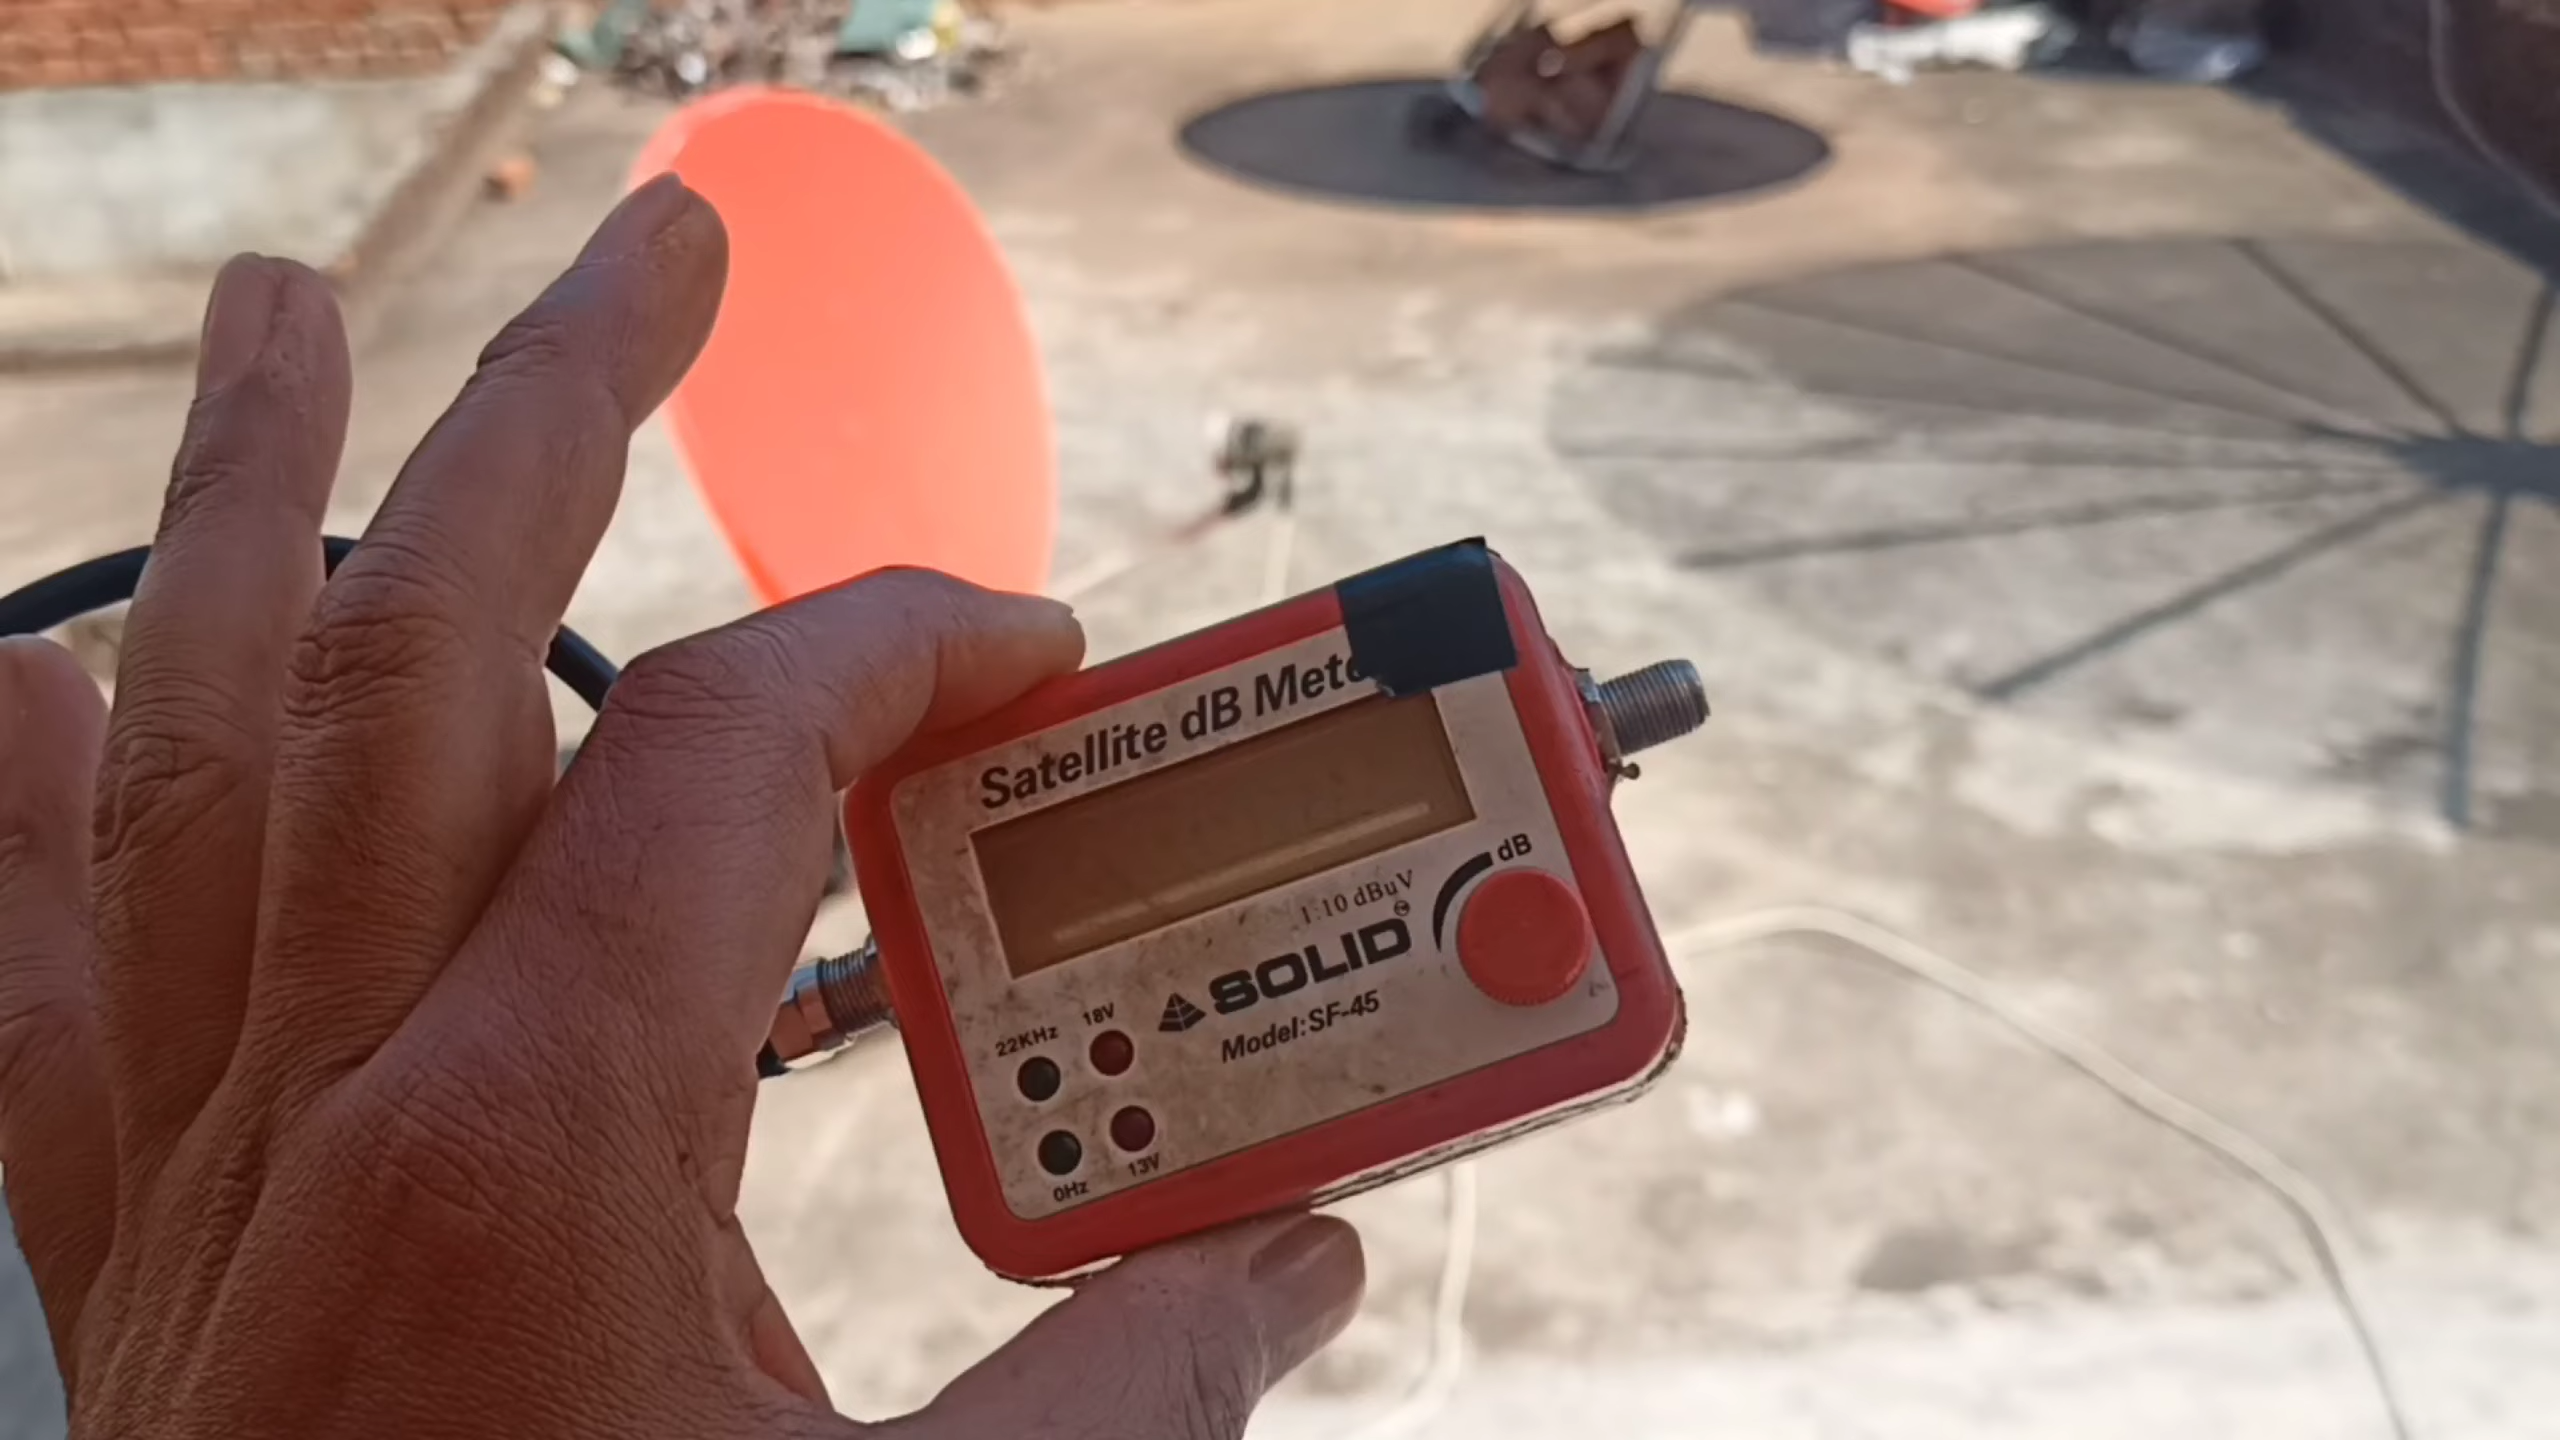 Satellite dB Mete
dB
1:10 dBuV
SOLID
Model:SF-45
22KHz
18V
0Hz
13V